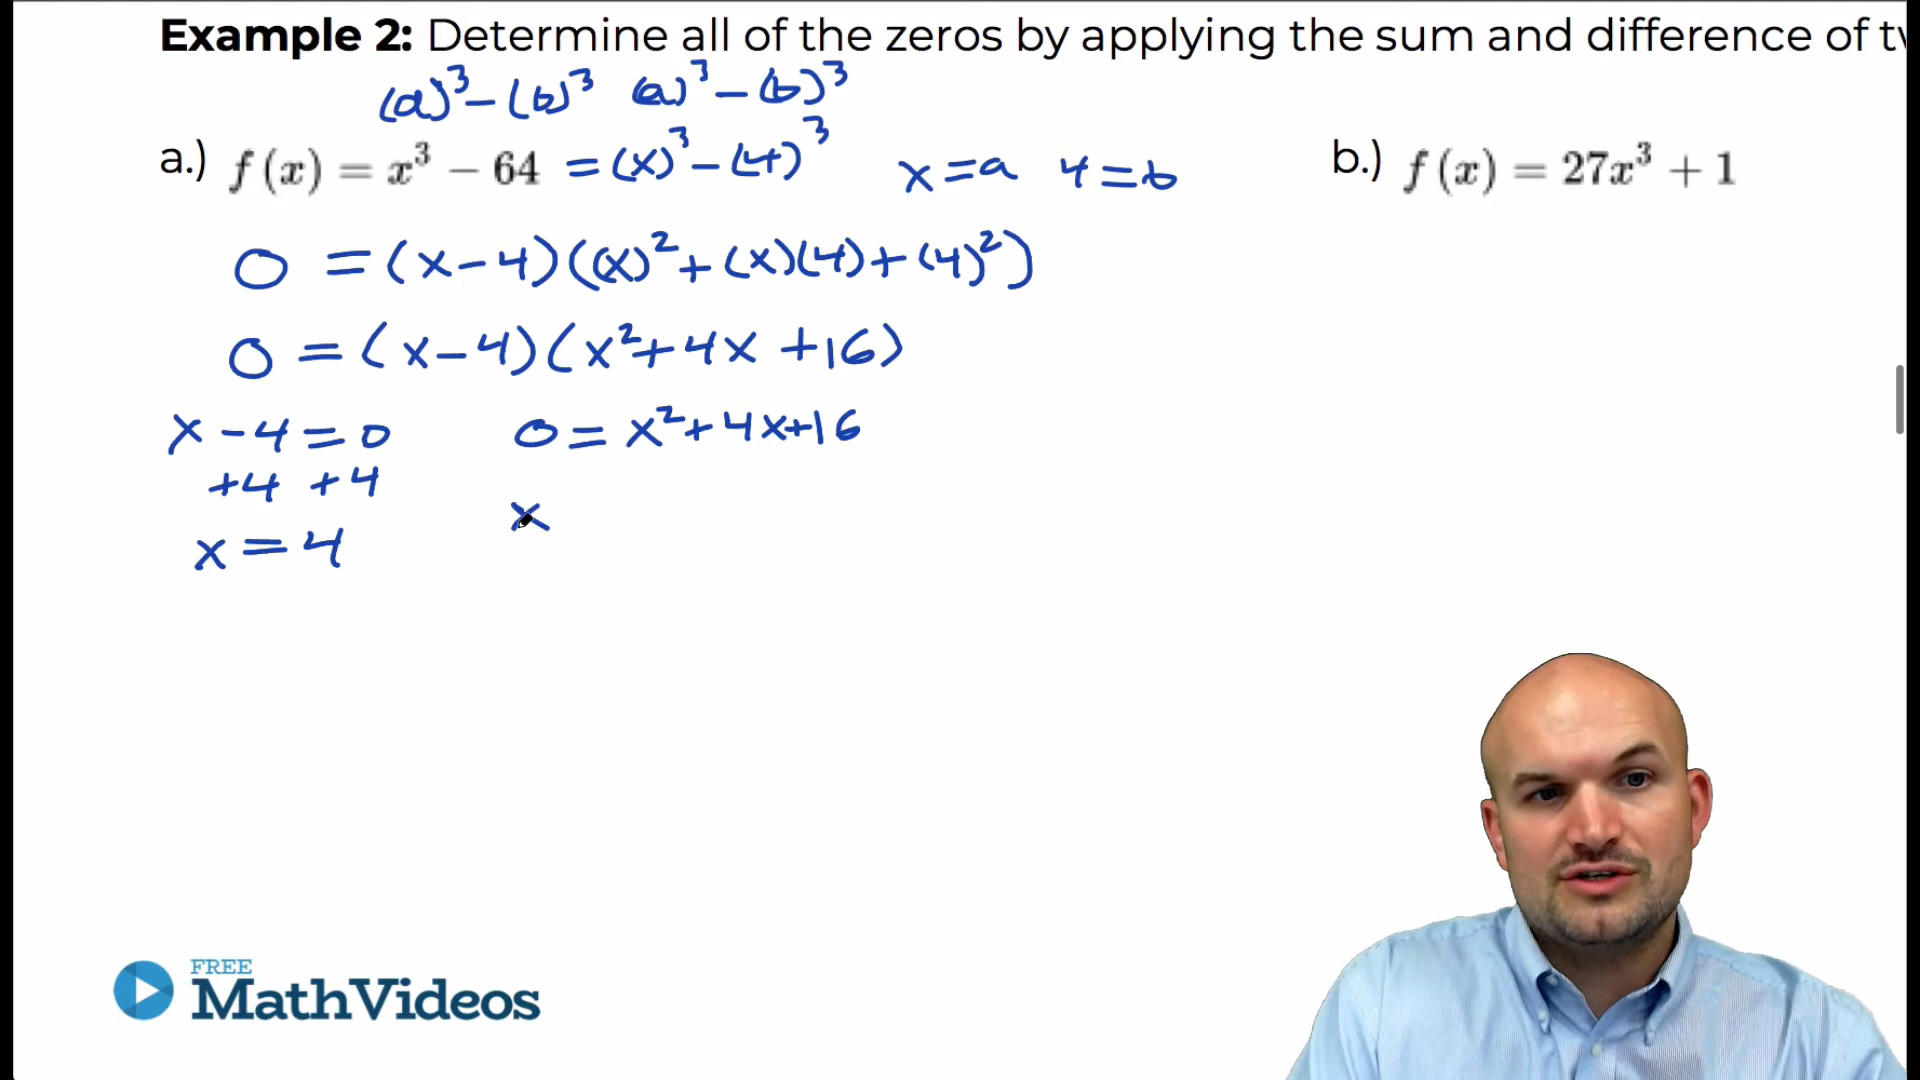 Example 2: Determine all of the zeros by applying the sum and difference of
(a)³ - (b)³ (a)³ - (b)³
a.) f(x) = x³ − 64 = (x)³ - (4)³ x = a 4 = b
b.) f(x) = 27x³ + 1
0 = (x-4)((x)² + (x)(4) + (4)²)
0 = (x-4)(x²+4x+16)
x-4=0 0=x²+4x+16
+4 +4
x
x=4
FREE
MathVideos